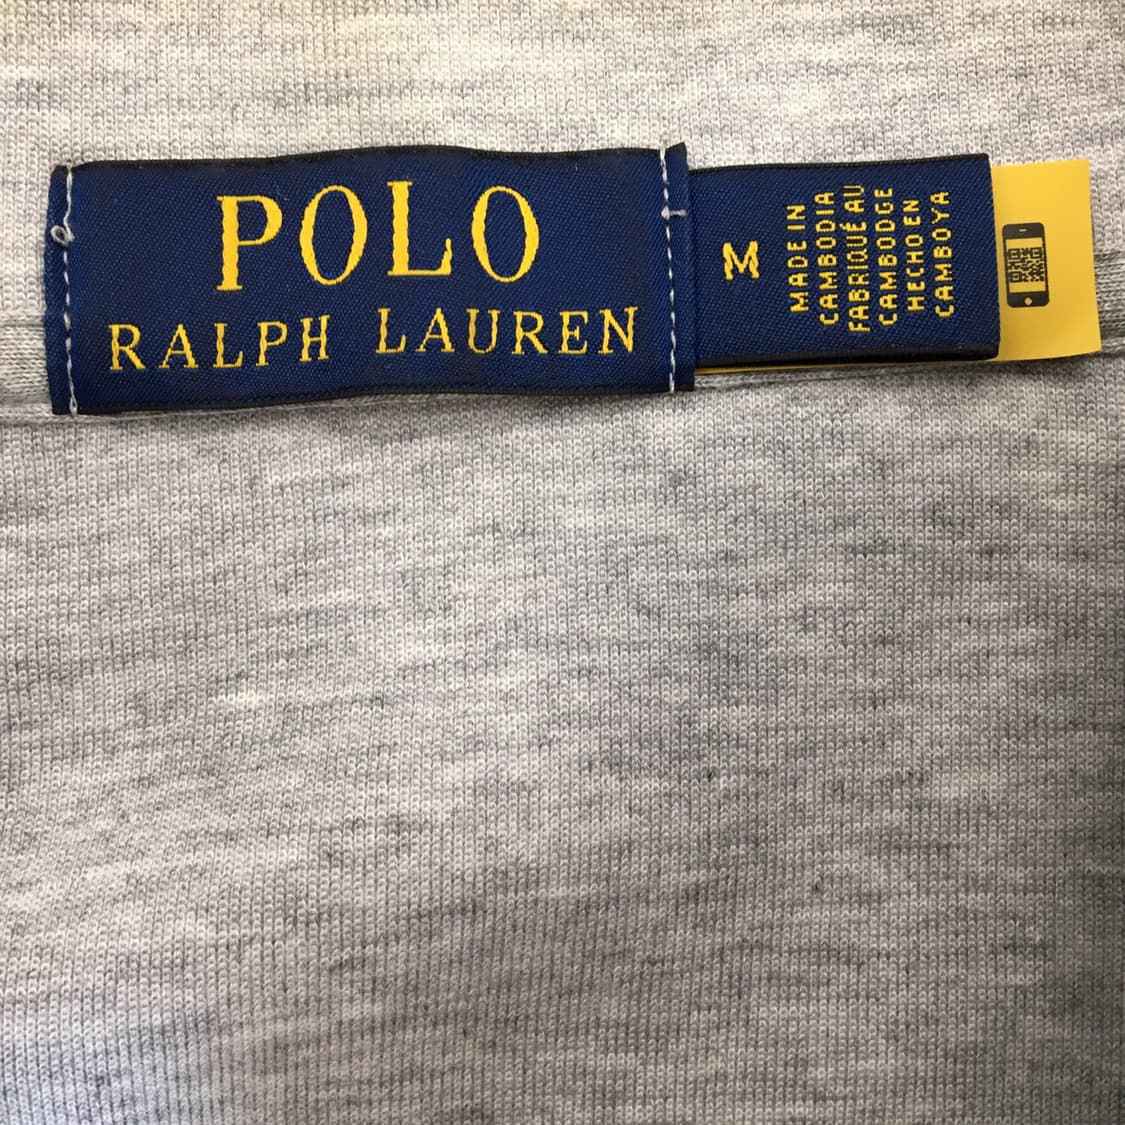 POLO
RALPH LAUREN
M
MADE IN
CAMBODIA
FABRIQUÉ AU
CAMBODGE
HECHO EN
CAMBOYA